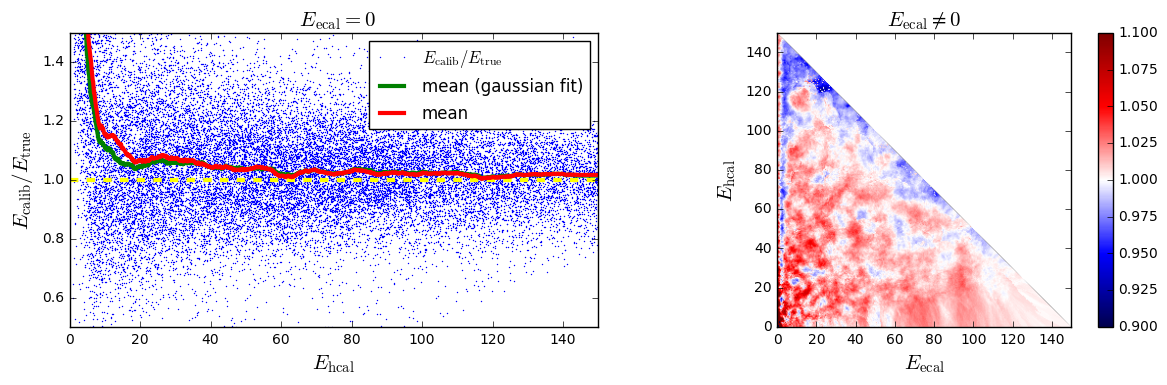 E_ecal = 0
E_calib/E_true
mean (gaussian fit)
mean
1.4
1.2
1.0
0.8
0.6
E_calib/E_true
0 20 40 60 80 100 120 140
E_hcal
E_ecal ≠ 0
140
120
100
80
60
40
20
0
E_hcal
0 20 40 60 80 100 120 140
E_ecal
1.100
1.075
1.050
1.025
1.000
0.975
0.950
0.925
0.900